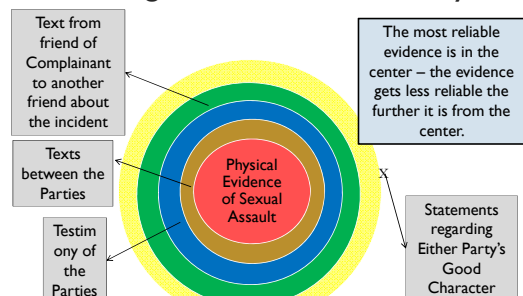 Text from
friend of
Complainant
to another
friend about
the incident
The most reliable
evidence is in the
center – the evidence
gets less reliable the
further it is from the
center.
Texts
between the
Parties
Physical
Evidence
of Sexual
Assault
X
Statements
regarding
Either Party's
Good
Character
Testim
ony of
the
Parties